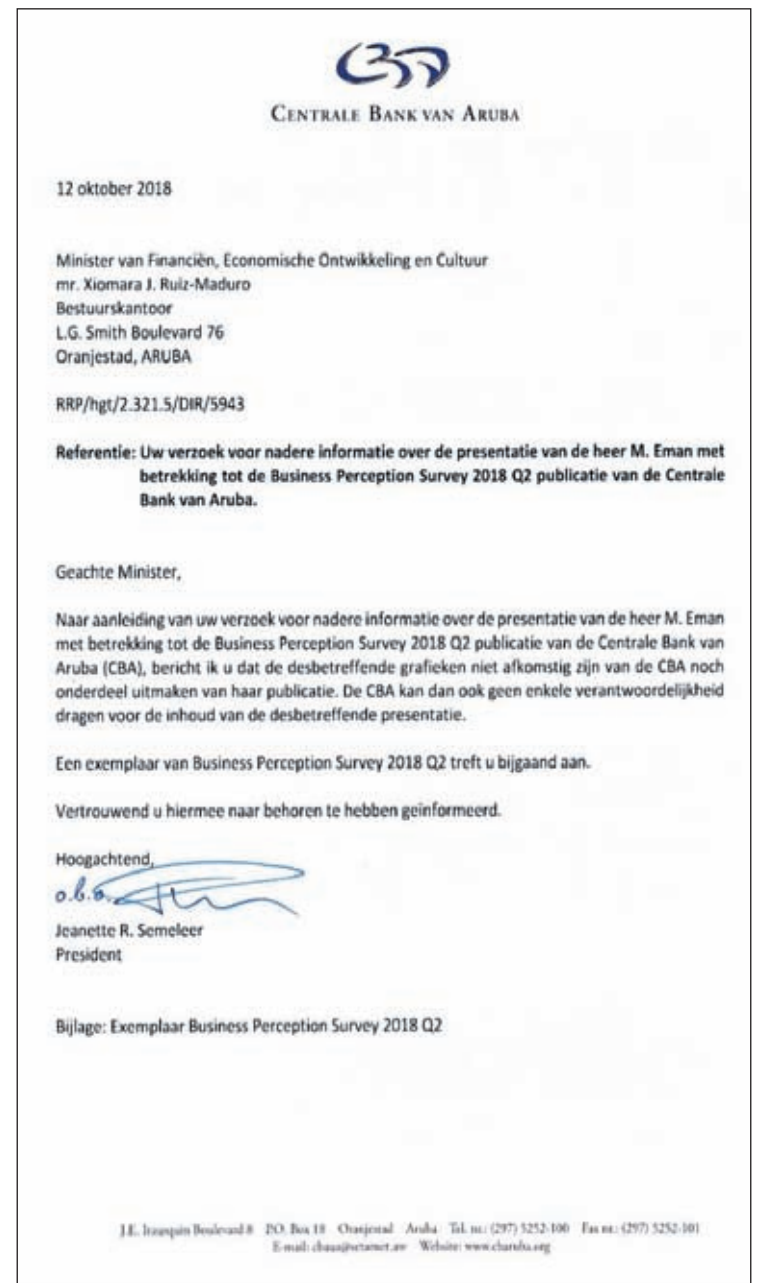 CENTRALE BANK VAN ARUBA
12 oktober 2018
Minister van Financiën, Economische Ontwikkeling en Cultuur
mr. Xiomara J. Ruiz-Maduro
Bestuurskantoor
L.G. Smith Boulevard 76
Oranjestad, ARUBA
RRP/hgt/2.321.5/DIR/5943
Referentie: Uw verzoek voor nadere informatie over de presentatie van de heer M. Eman met
betrekking tot de Business Perception Survey 2018 Q2 publicatie van de Centrale
Bank van Aruba.
Geachte Minister,
Naar aanleiding van uw verzoek voor nadere informatie over de presentatie van de heer M. Eman
met betrekking tot de Business Perception Survey 2018 Q2 publicatie van de Centrale Bank van
Aruba (CBA), bericht ik u dat de desbetreffende grafieken niet afkomstig zijn van de CBA noch
onderdeel uitmaken van haar publicatie. De CBA kan dan ook geen enkele verantwoordelijkheid
dragen voor de inhoud van de desbetreffende presentatie.
Een exemplaar van Business Perception Survey 2018 Q2 treft u bijgaand aan.
Vertrouwend u hiermee naar behoren te hebben geïnformeerd.
Hoogachtend,
Jeanette R. Semeleer
President
Bijlage: Exemplaar Business Perception Survey 2018 Q2
J.E. Irausquin Boulevard 8 P.O. Box 18 Oranjestad Aruba Tel. nr.: (297) 5252-100 Fax nr.: (297) 5252-101
E-mail: Website: www.cbaruba.org